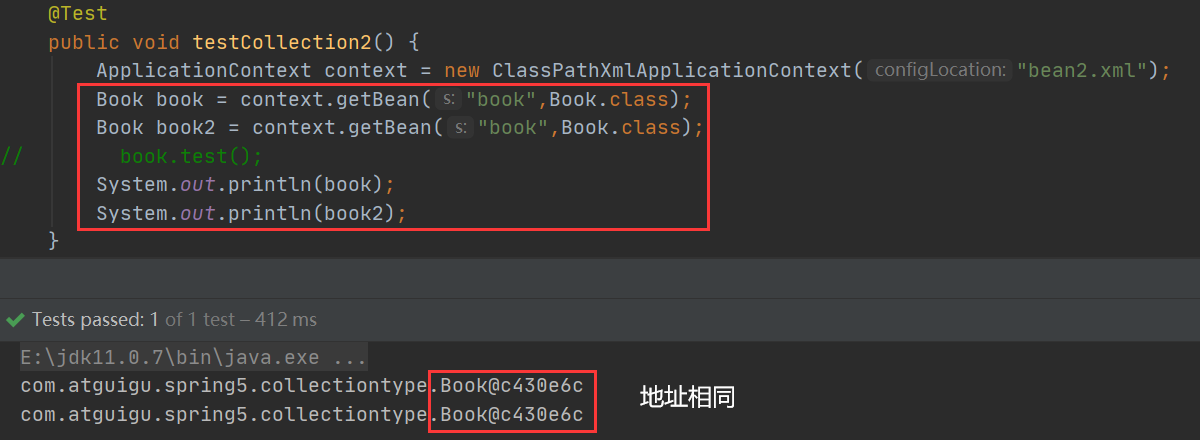 @Test
public void testCollection2() {
ApplicationContext context = new ClassPathXmlApplicationContext( configLocation: "bean2.xml");
Book book = context.getBean( s: "book",Book.class);
Book book2 = context.getBean( s: "book",Book.class);
// book.test();
System.out.println(book);
System.out.println(book2);
}
Tests passed: 1 of 1 test – 412 ms
E:\jdk11.0.7\bin\java.exe ...
com.atguigu.spring5.collectiontype.Book@c430e6c
com.atguigu.spring5.collectiontype.Book@c430e6c
地址相同